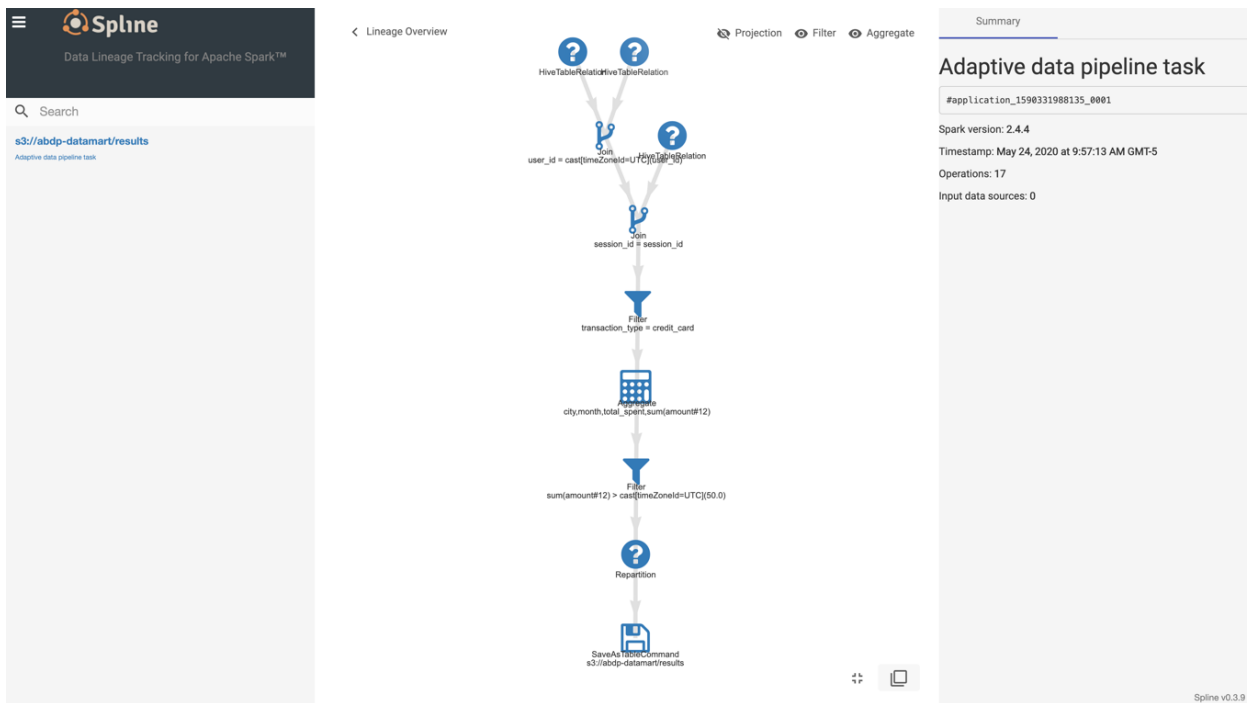 Spline
Data Lineage Tracking for Apache Spark™
Search
s3://abdp-datamart/results
Adaptive data pipeline task
Lineage Overview
Projection
Filter
Aggregate
HiveTableRelation
HiveTableRelation
Join
user_id = cast[timeZoneId=UTC](user_id)
HiveTableRelation
Join
session_id = session_id
Filter
transaction_type = credit_card
Aggregate
city,month,total_spent,sum(amount#12)
Filter
sum(amount#12) > cast[timeZoneId=UTC](50.0)
Repartition
SaveAsTableCommand
s3://abdp-datamart/results
Summary
Adaptive data pipeline task
#application_1590331988135_0001
Spark version: 2.4.4
Timestamp: May 24, 2020 at 9:57:13 AM GMT-5
Operations: 17
Input data sources: 0
Spline v0.3.9